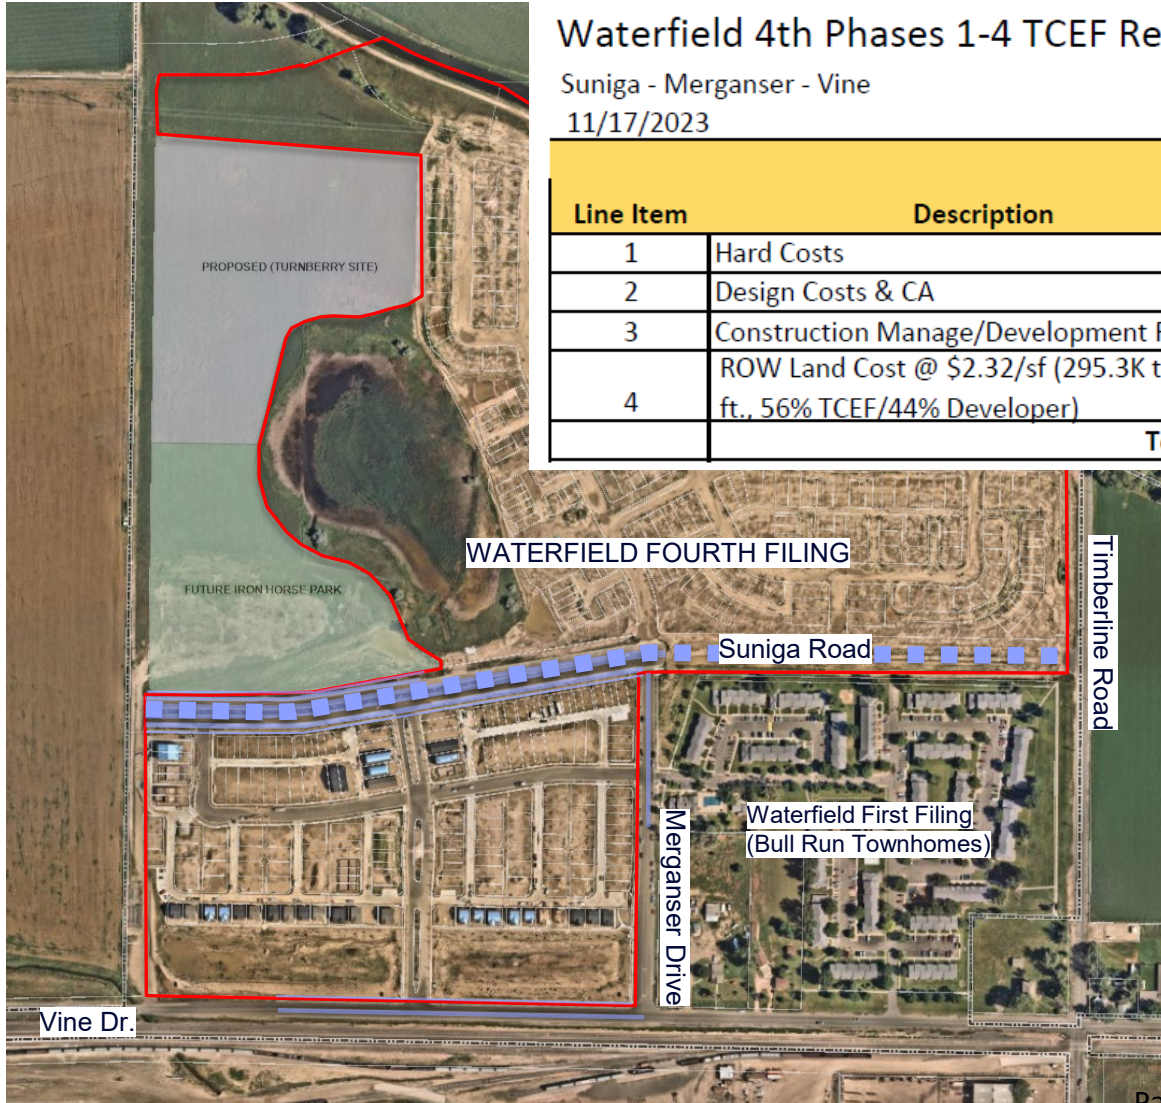 Waterfield 4th Phases 1-4 TCEF Re
Suniga - Merganser - Vine
11/17/2023
Line Item Description
1 Hard Costs
2 Design Costs & CA
3 Construction Manage/Development F
ROW Land Cost @ $2.32/sf (295.3K t
4 ft., 56% TCEF/44% Developer)
T
PROPOSED (TURNBERRY SITE)
WATERFIELD FOURTH FILING
FUTURE IRON HORSE PARK
Suniga Road
Timberline Road
Waterfield First Filing
(Bull Run Townhomes)
Merganser Drive
Vine Dr.